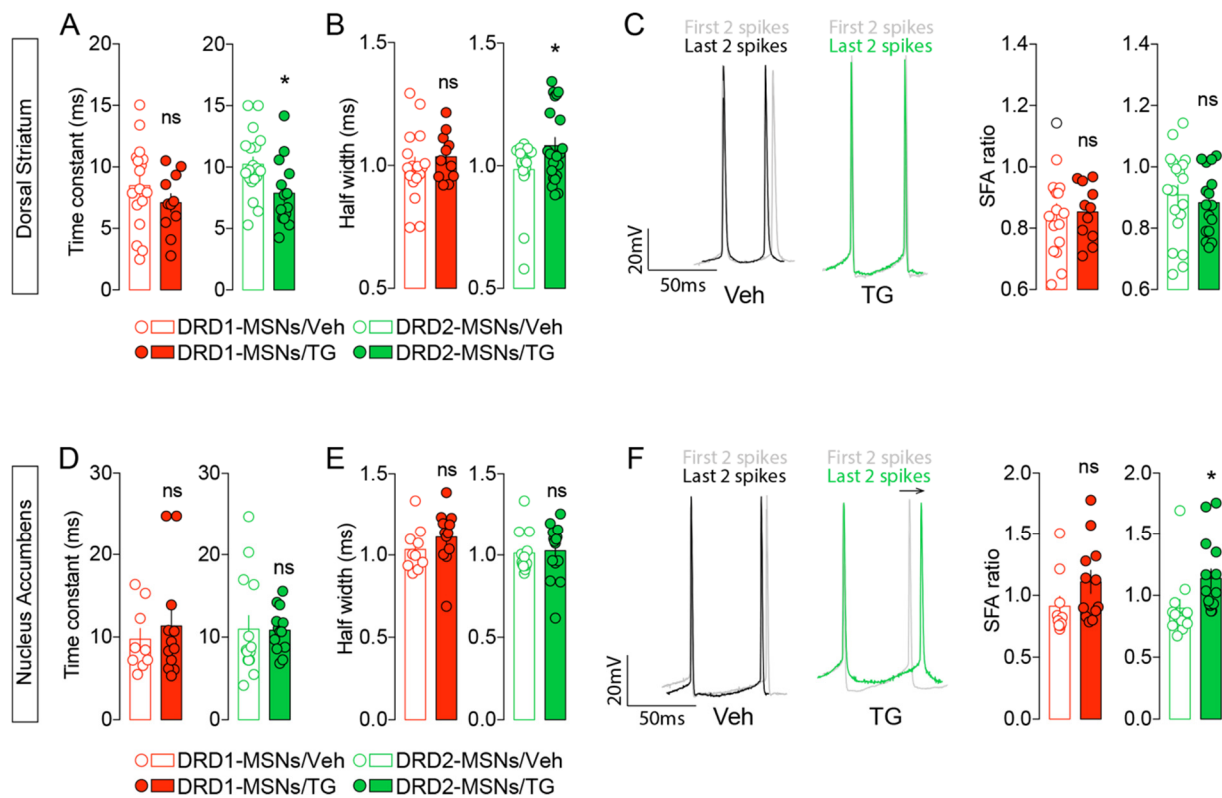 A
B
C
Dorsal Striatum
Time constant (ms)
20
15
10
5
0
ns
20
15
10
5
0
*
Half width (ms)
1.5
1.0
0.5
ns
1.5
1.0
0.5
*
First 2 spikes
Last 2 spikes
First 2 spikes
Last 2 spikes
20mV
50ms
Veh
TG
SFA ratio
1.4
1.2
1.0
0.8
0.6
ns
1.4
1.2
1.0
0.8
0.6
ns
DRD1-MSNs/Veh
DRD2-MSNs/Veh
DRD1-MSNs/TG
DRD2-MSNs/TG
D
E
F
Nucleus Accumbens
Time constant (ms)
30
20
10
0
ns
30
20
10
0
ns
Half width (ms)
1.5
1.0
0.5
0.0
ns
1.5
1.0
0.5
0.0
ns
First 2 spikes
Last 2 spikes
First 2 spikes
Last 2 spikes
20mV
50ms
Veh
TG
SFA ratio
2.0
1.5
1.0
0.5
0.0
ns
2.0
1.5
1.0
0.5
0.0
*
DRD1-MSNs/Veh
DRD2-MSNs/Veh
DRD1-MSNs/TG
DRD2-MSNs/TG